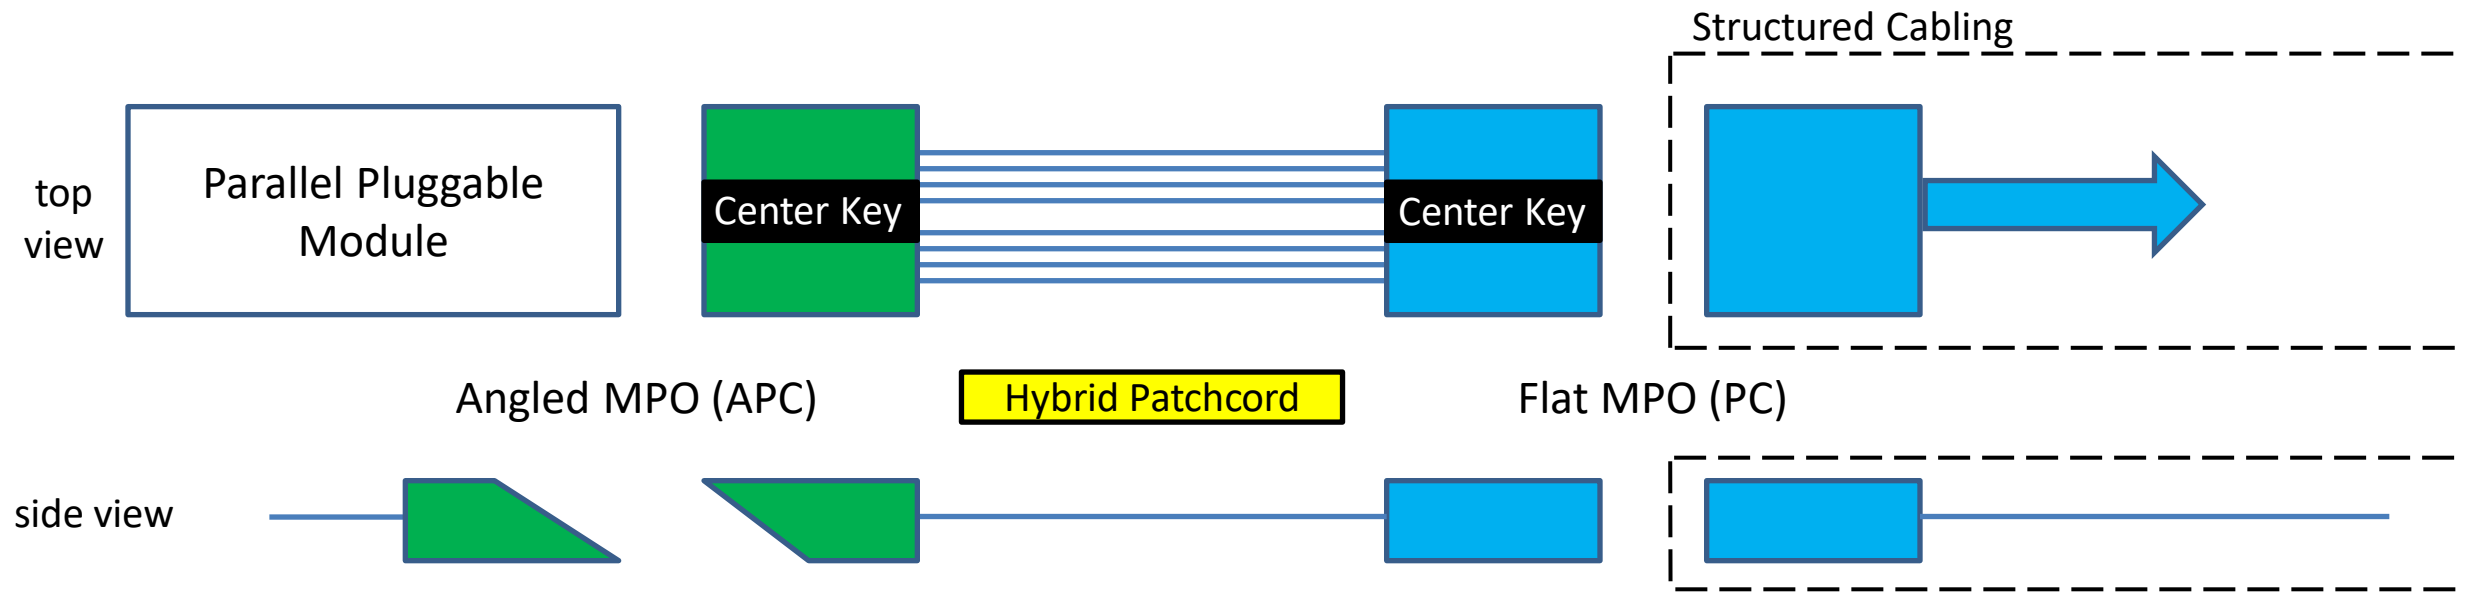 Structured Cabling
top
view
Parallel Pluggable
Module
Center Key
Center Key
Angled MPO (APC)
Hybrid Patchcord
Flat MPO (PC)
side view